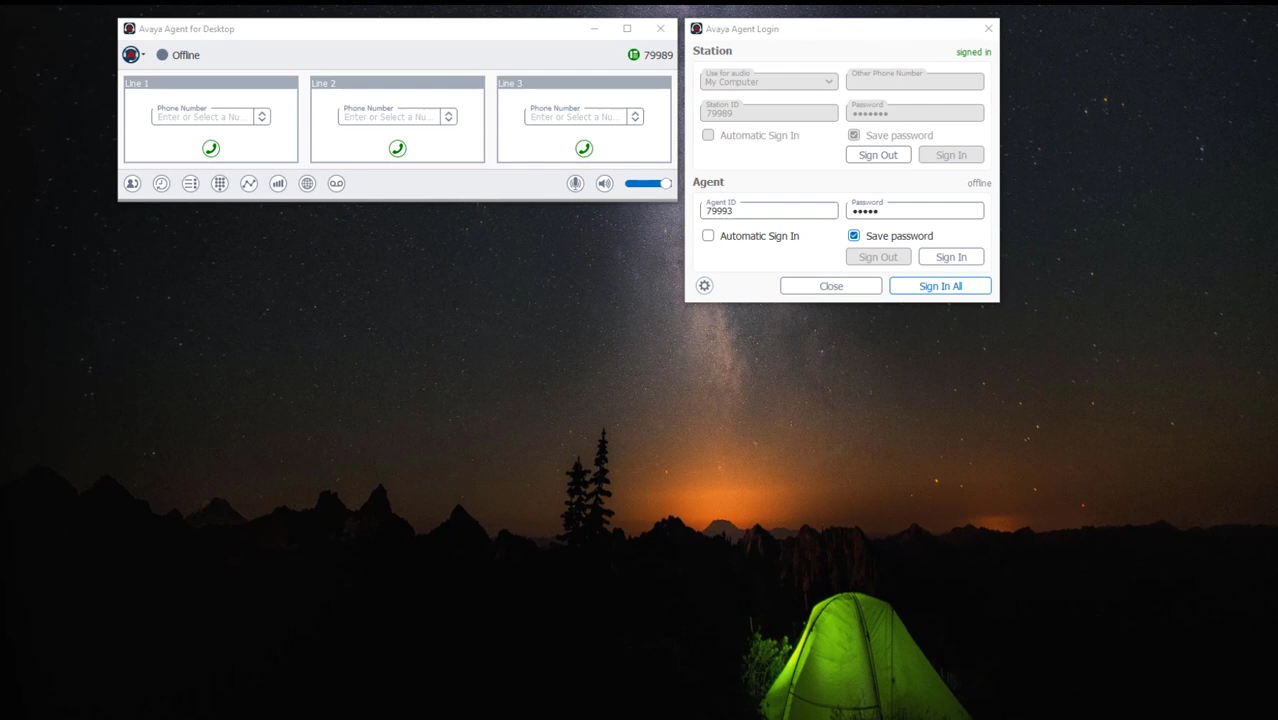 Avaya Agent for Desktop
Offline
79989
Line 1
Line 2
Line 3
Phone Number
Enter or Select a Nu...
Phone Number
Enter or Select a Nu...
Phone Number
Enter or Select a Nu...
Avaya Agent Login
Station
signed in
Use for audio
My Computer
Other Phone Number
Station ID
79989
Password
•••••••
Automatic Sign In
Save password
Sign Out
Sign In
Agent
offline
Agent ID
79993
Password
•••••
Automatic Sign In
Save password
Sign Out
Sign In
Close
Sign In All